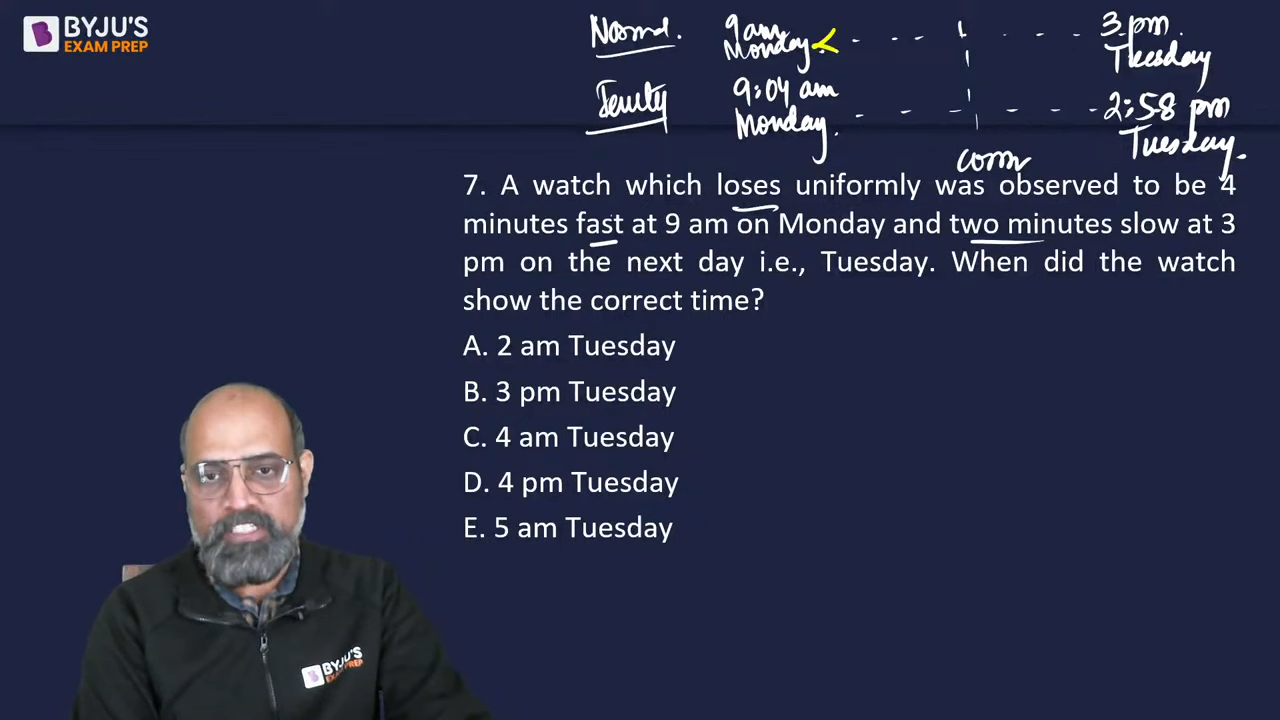 BYJU'S
EXAM PREP
Normal. 9am Monday 3 pm. Tuesday
Faulty 9:04 am Monday. 2:58 pm Tuesday.
corr
7. A watch which loses uniformly was observed to be 4
minutes fast at 9 am on Monday and two minutes slow at 3
pm on the next day i.e., Tuesday. When did the watch
show the correct time?
A. 2 am Tuesday
B. 3 pm Tuesday
C. 4 am Tuesday
D. 4 pm Tuesday
E. 5 am Tuesday
BYJU'S
EXAM PREP